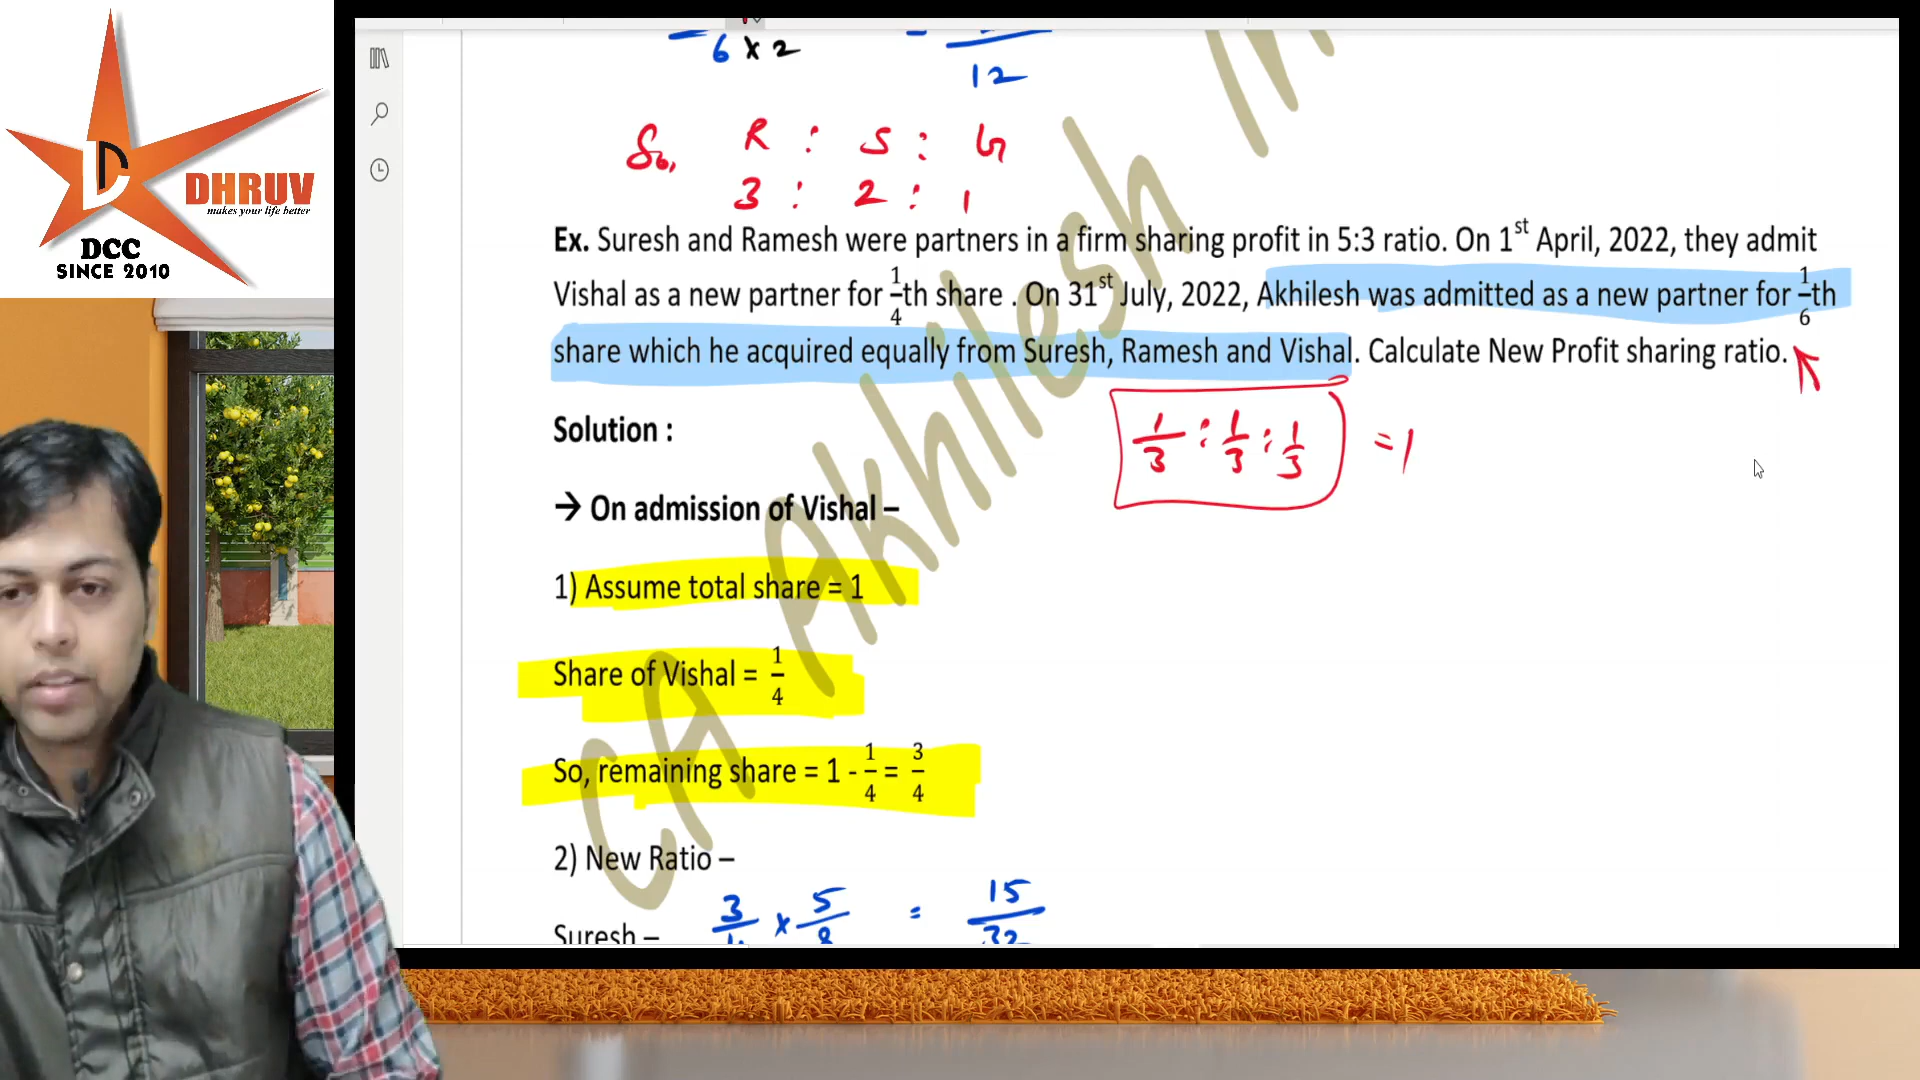 DC
DHRUV
makes your life better
DCC
SINCE 2010
6 x 2 =
12
So, R : S : G
3 : 2 : 1
Ex. Suresh and Ramesh were partners in a firm sharing profit in 5:3 ratio. On 1st April, 2022, they admit
Vishal as a new partner for 1/4th share . On 31st July, 2022, Akhilesh was admitted as a new partner for 1/6th
share which he acquired equally from Suresh, Ramesh and Vishal. Calculate New Profit sharing ratio.
1/3 : 1/3 : 1/3 = 1
Solution :
→ On admission of Vishal –
1) Assume total share = 1
Share of Vishal = 1/4
So, remaining share = 1 - 1/4 = 3/4
2) New Ratio –
Suresh – 3/4 x 5/8 = 15/32
CA Akhilesh